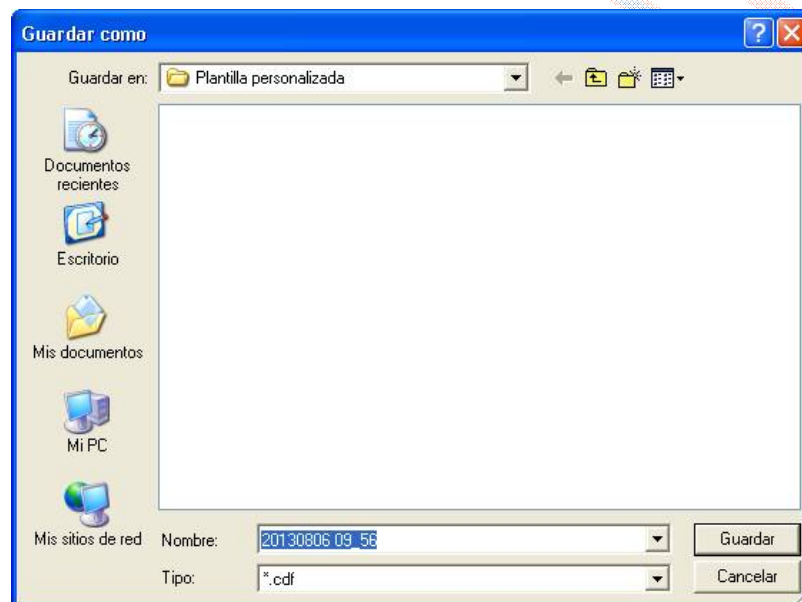 Guardar como
Guardar en: Plantilla personalizada
Documentos
recientes
Escritorio
Mis documentos
Mi PC
Mis sitios de red
Nombre: 20130806 09_56 Guardar
Tipo: *.cdf Cancelar